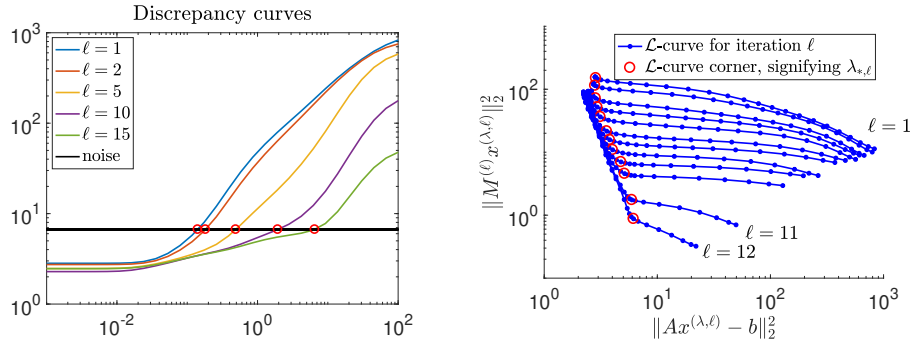 Discrepancy curves
10^3
10^2
10^1
10^0
ℓ = 1
ℓ = 2
ℓ = 5
ℓ = 10
ℓ = 15
noise
10^-2
10^0
10^2
||M^(ℓ) x^(λ,ℓ)||_2^2
10^2
10^0
L-curve for iteration ℓ
L-curve corner, signifying λ_{*,ℓ}
ℓ = 1
ℓ = 11
ℓ = 12
10^0
10^1
10^2
10^3
||Ax^(λ,ℓ) − b||_2^2